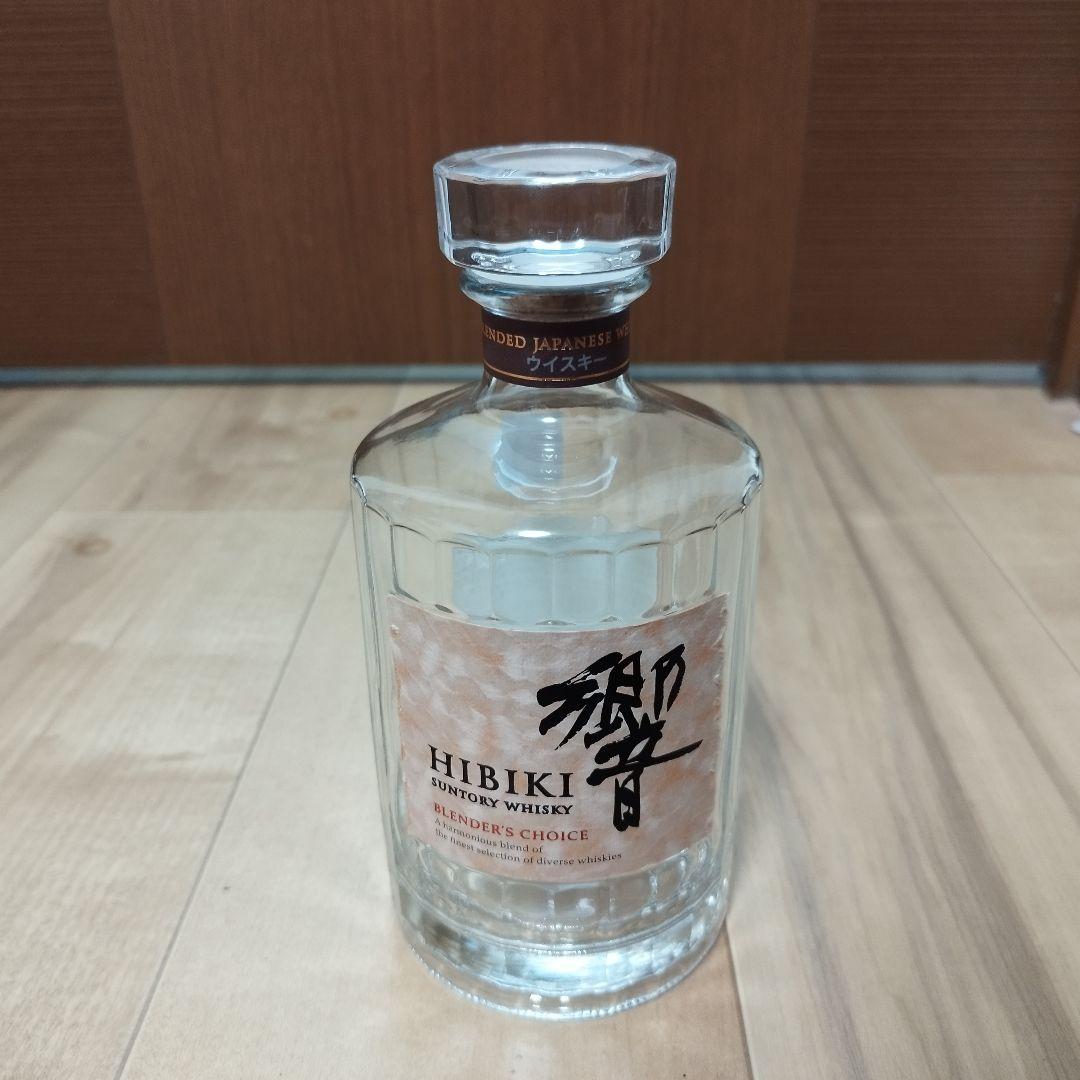 JAPANESE
ウイスキー
響
HIBIKI
SUNTORY WHISKY
BLENDER'S CHOICE
A harmonious blend of
the finest selection of diverse whiskies